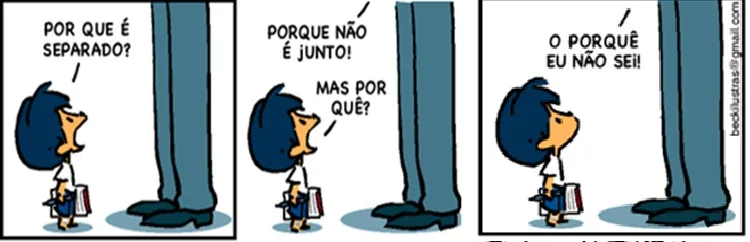 POR QUE É
SEPARADO?
PORQUE NÃO
É JUNTO!
MAS POR
QUÊ?
O PORQUÊ
EU NÃO SEI!
beckilustras@gmail.com